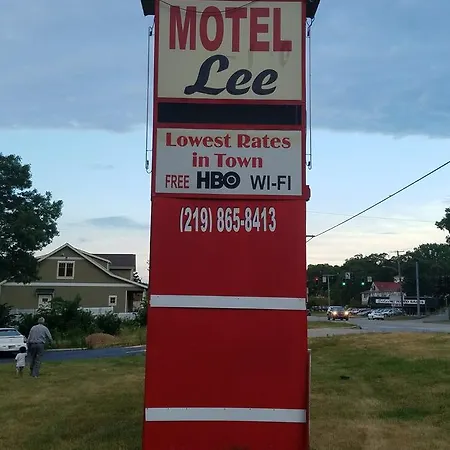 MOTEL
Lee
Lowest Rates
in Town
FREE HBO WI-FI
(219) 865-8413